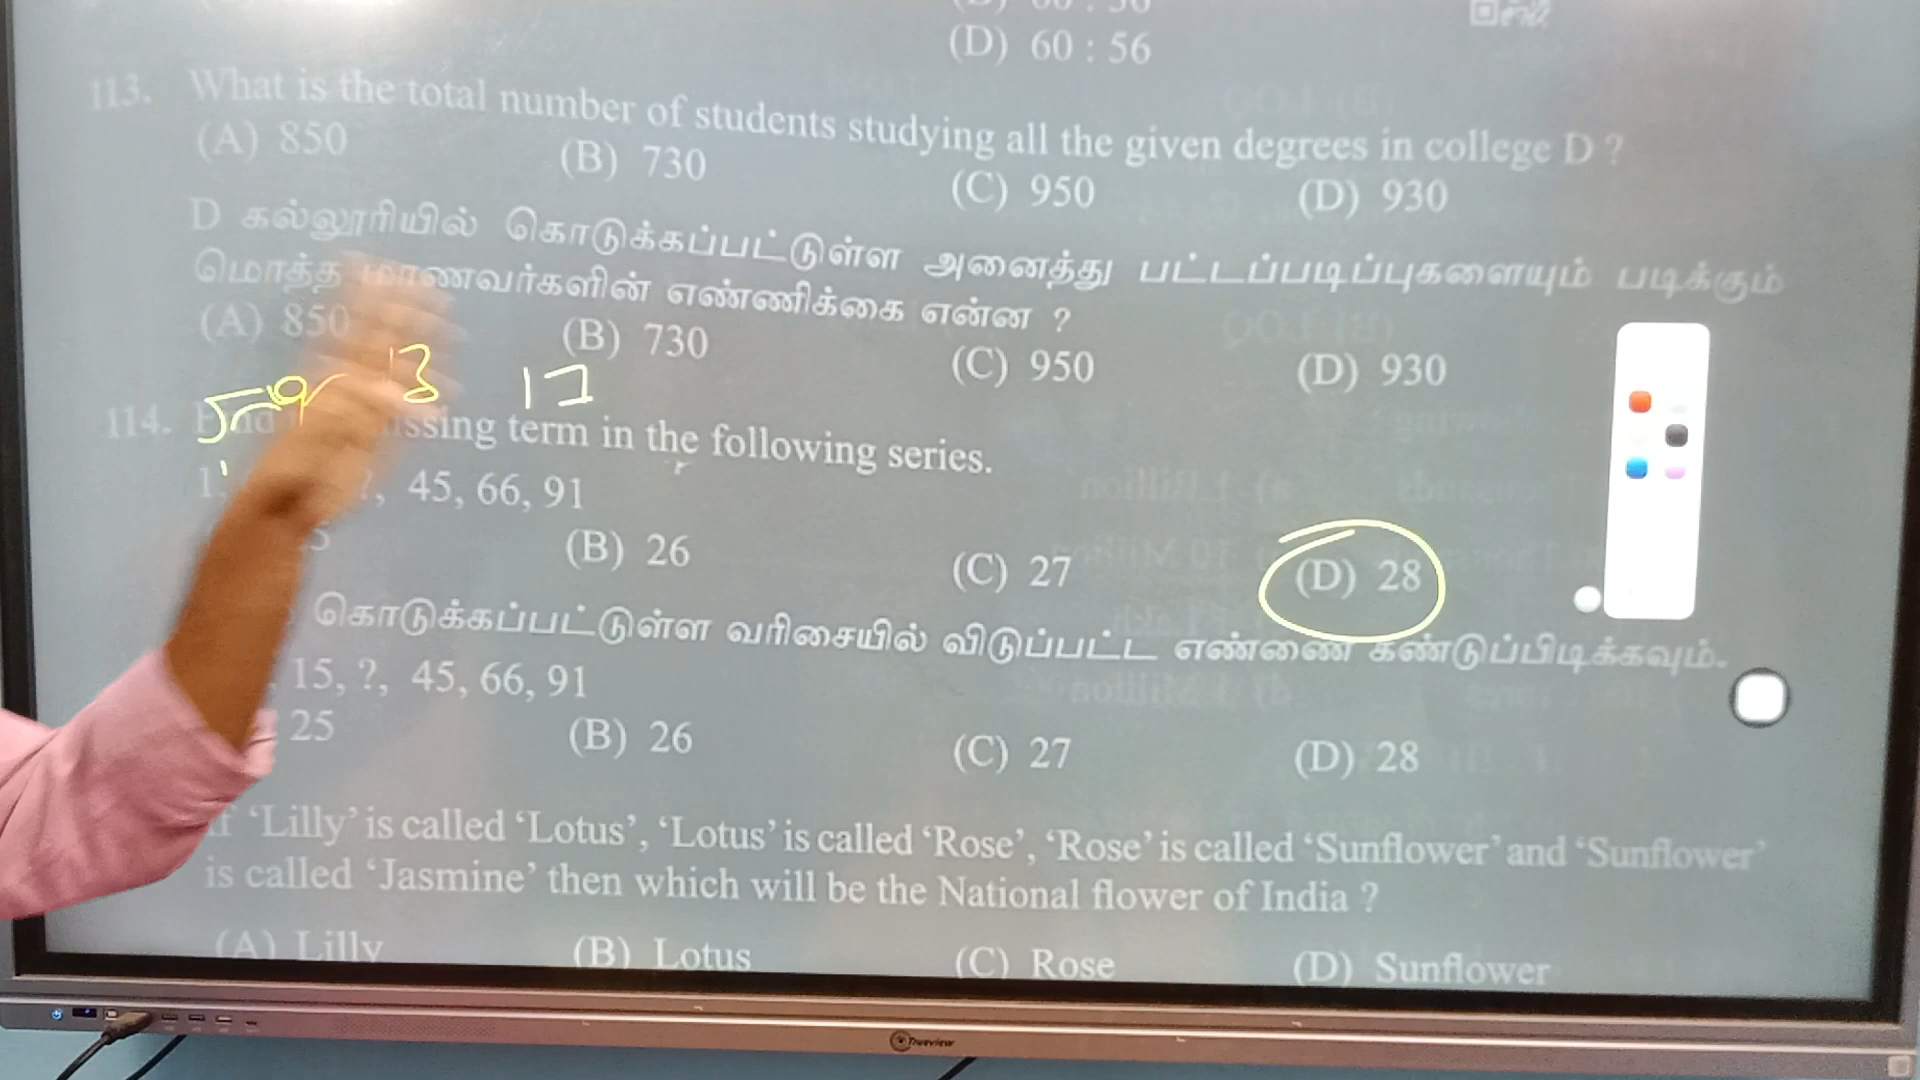 (D) 60 : 56
113. What is the total number of students studying all the given degrees in college D ?
(A) 850 (B) 730 (C) 950 (D) 930
D கல்லூரியில் கொடுக்கப்பட்டுள்ள அனைத்து பட்டப்படிப்புகளையும் படிக்கும்
மொத்த மாணவர்களின் எண்ணிக்கை என்ன ?
(A) 850 (B) 730 (C) 950 (D) 930
5 9 13 17
114. term in the following series.
1, ?, 45, 66, 91
(B) 26 (C) 27 (D) 28
கொடுக்கப்பட்டுள்ள வரிசையில் விடுப்பட்ட எண்ணை கண்டுப்பிடிக்கவும்.
15, ?, 45, 66, 91
25 (B) 26 (C) 27 (D) 28
‘Lilly’ is called ‘Lotus’, ‘Lotus’ is called ‘Rose’, ‘Rose’ is called ‘Sunflower’ and ‘Sunflower’
is called ‘Jasmine’ then which will be the National flower of India ?
(A) Lilly (B) Lotus (C) Rose (D) Sunflower
Trueview